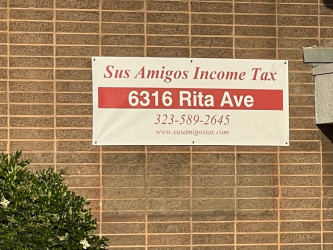 Sus Amigos Income Tax
6316 Rita Ave
323-589-2645
www.susamigostax.com